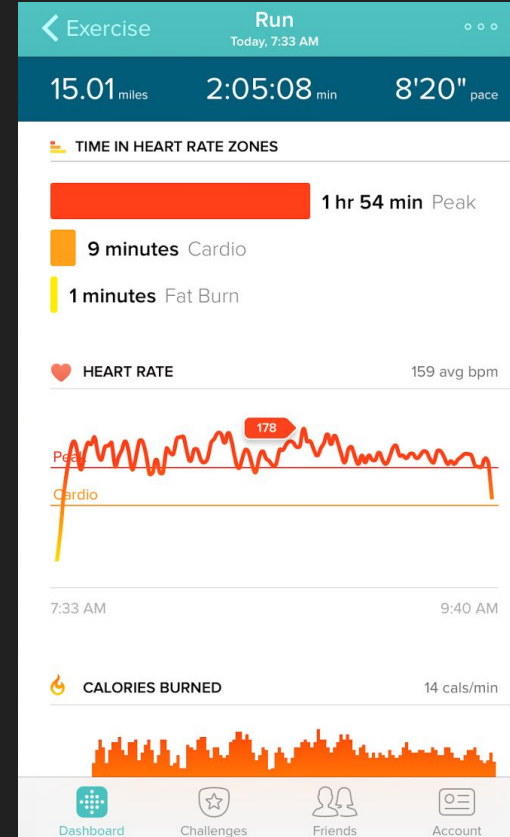 Exercise
Run
Today, 7:33 AM
15.01 miles 2:05:08 min 8'20" pace
TIME IN HEART RATE ZONES
1 hr 54 min Peak
9 minutes Cardio
1 minutes Fat Burn
HEART RATE 159 avg bpm
178
Peak
Cardio
7:33 AM 9:40 AM
CALORIES BURNED 14 cals/min
Dashboard Challenges Friends Account